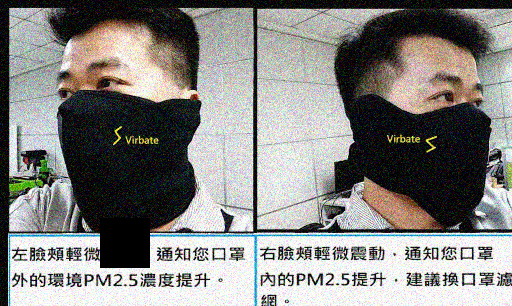 Virbate
左臉頰輕微 通知您口罩
外的環境PM2.5濃度提升。
Virbate
右臉頰輕微震動，通知您口罩
內的PM2.5提升，建議換口罩濾
網。